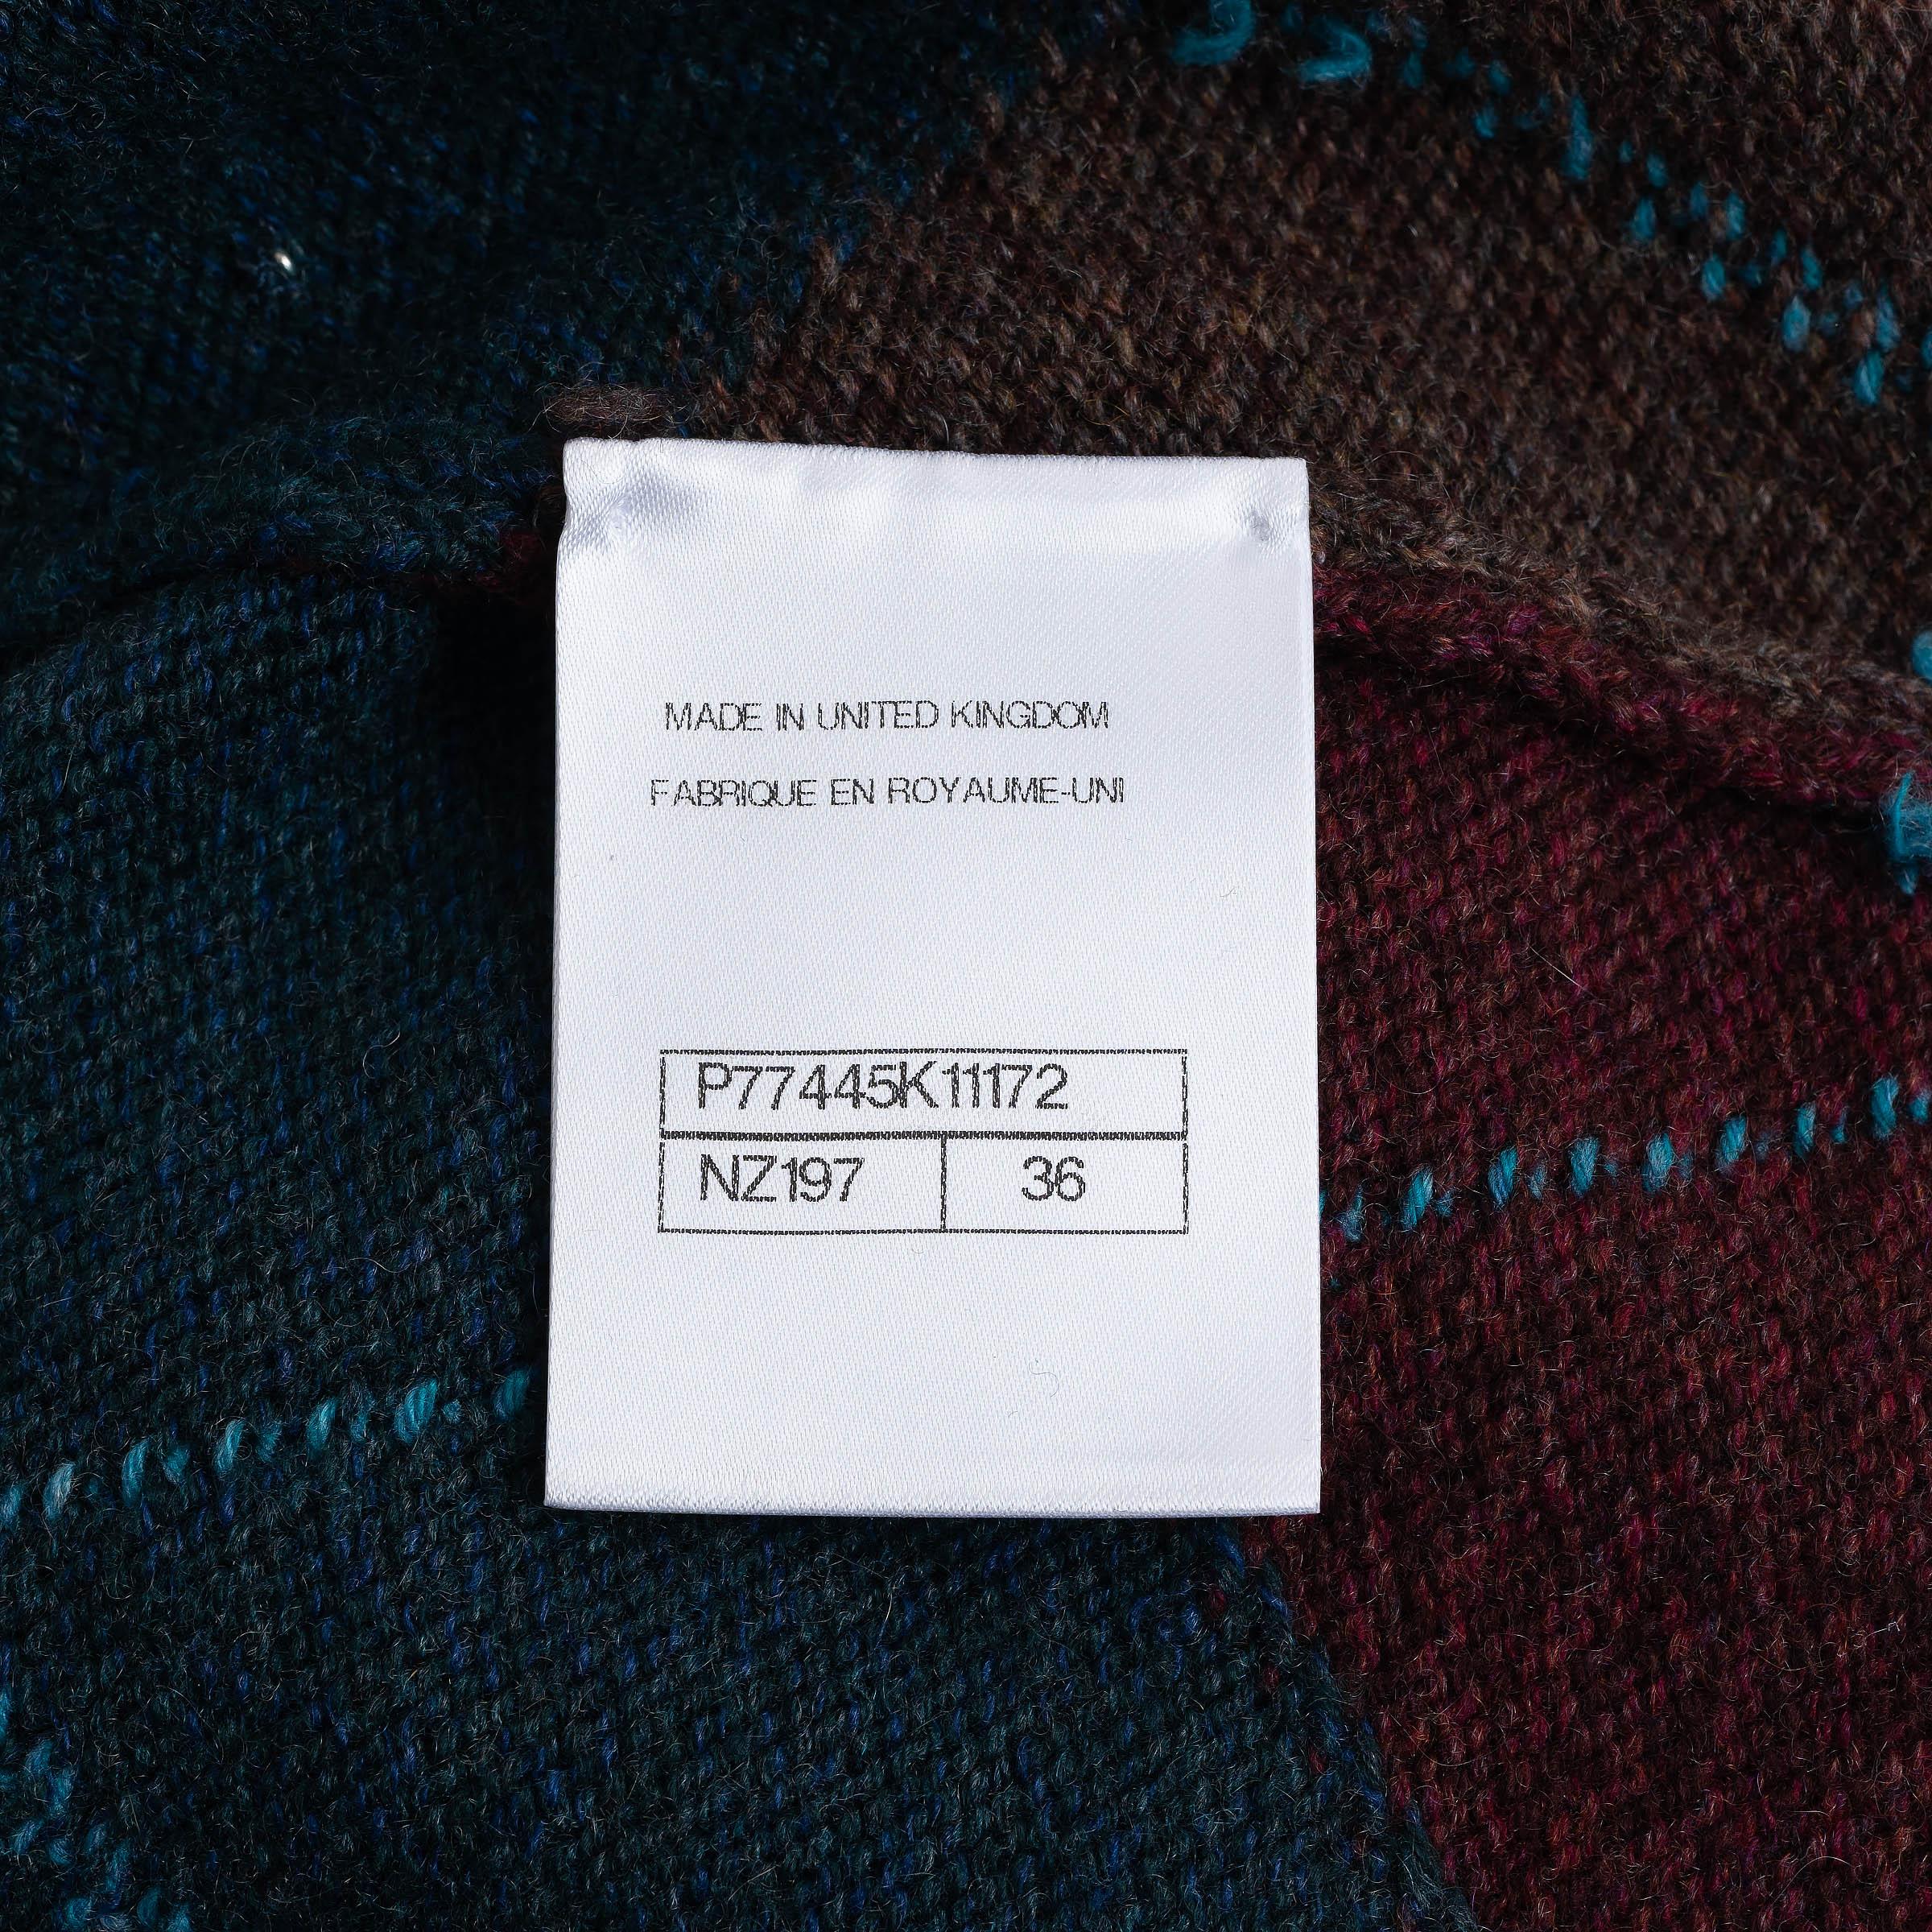 MADE IN UNITED KINGDOM
FABRIQUE EN ROYAUME-UNI
P77445K11172
NZ197 36